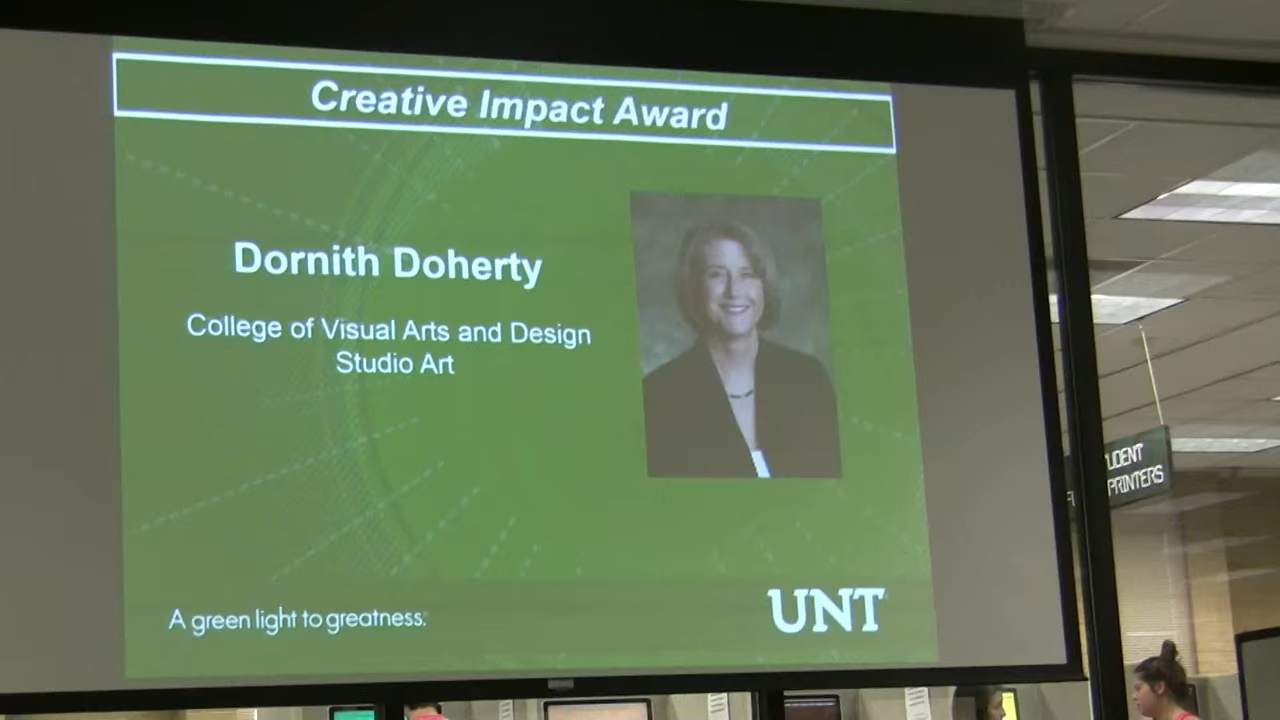 Creative Impact Award
Dornith Doherty
College of Visual Arts and Design
Studio Art
A green light to greatness.
UNT
UDENT
PRINTERS